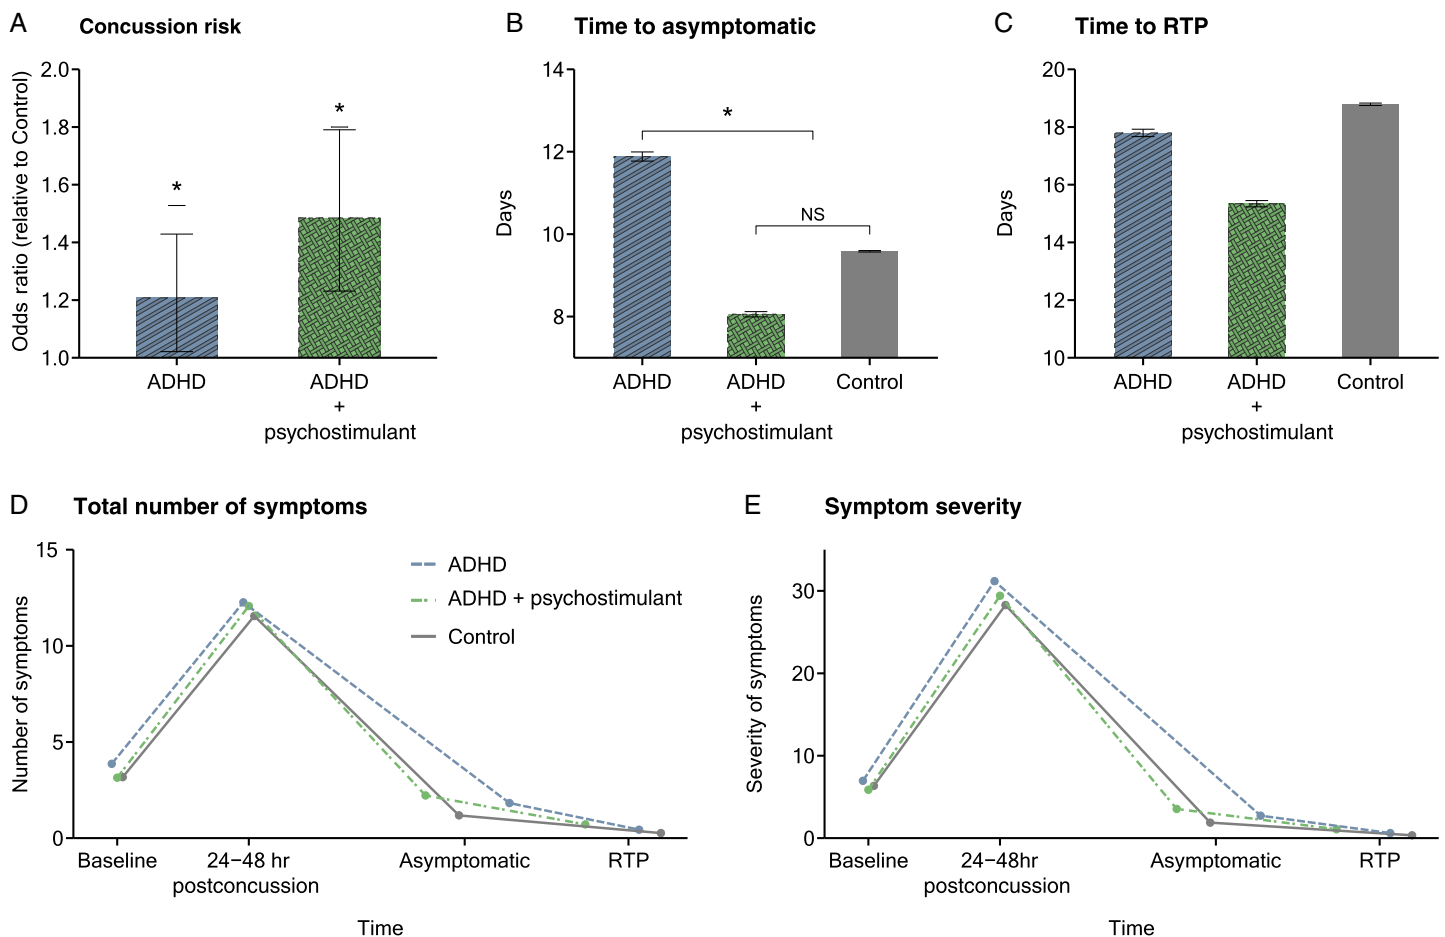 A Concussion risk
Odds ratio (relative to Control)
2.0
1.8
1.6
1.4
1.2
1.0
*
*
ADHD
ADHD
+
psychostimulant
B Time to asymptomatic
Days
14
12
10
8
*
NS
ADHD
ADHD
+
psychostimulant
Control
C Time to RTP
Days
20
18
16
14
12
10
ADHD
ADHD
+
psychostimulant
Control
D Total number of symptoms
Number of symptoms
15
10
5
0
ADHD
ADHD + psychostimulant
Control
Baseline
24–48 hr
postconcussion
Asymptomatic
RTP
Time
E Symptom severity
Severity of symptoms
30
20
10
0
Baseline
24–48hr
postconcussion
Asymptomatic
RTP
Time